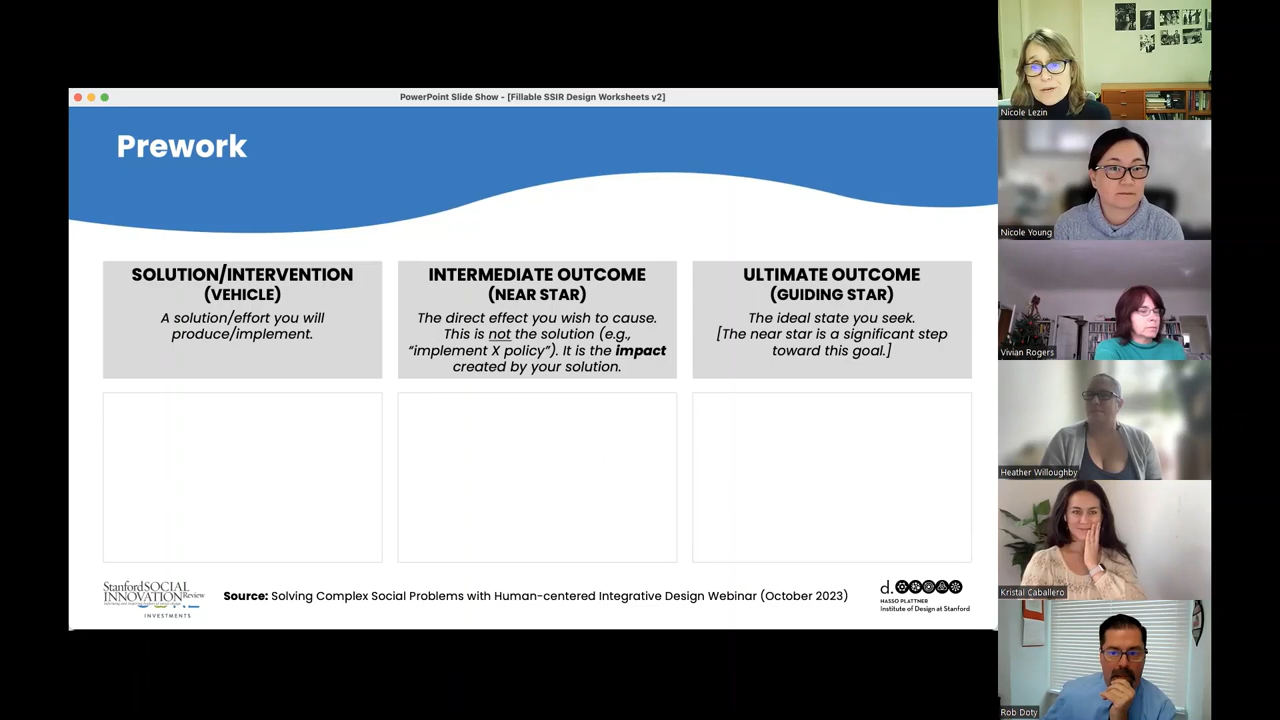 PowerPoint Slide Show - [Fillable SSIR Design Worksheets v2]
Prework
SOLUTION/INTERVENTION
(VEHICLE)
A solution/effort you will
produce/implement.
INTERMEDIATE OUTCOME
(NEAR STAR)
The direct effect you wish to cause.
This is not the solution (e.g.,
“implement X policy”). It is the impact
created by your solution.
ULTIMATE OUTCOME
(GUIDING STAR)
The ideal state you seek.
[The near star is a significant step
toward this goal.]
Stanford SOCIAL
INNOVATION Review
INVESTMENTS
Source: Solving Complex Social Problems with Human-centered Integrative Design Webinar (October 2023)
d.
HASSO PLATTNER
Institute of Design at Stanford
Nicole Lezin
Nicole Young
Vivian Rogers
Heather Willoughby
Kristal Caballero
Rob Doty